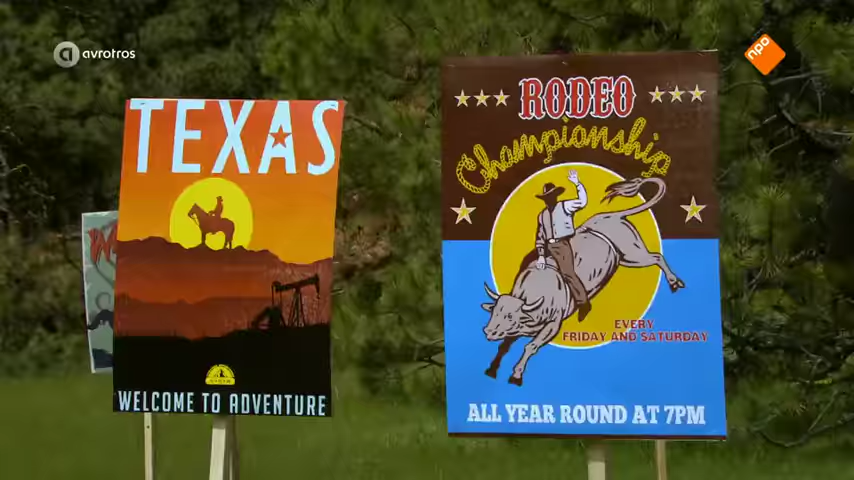 avrotros
npo
TEXAS
WELCOME TO ADVENTURE
RODEO
Championship
EVERY
FRIDAY AND SATURDAY
ALL YEAR ROUND AT 7PM